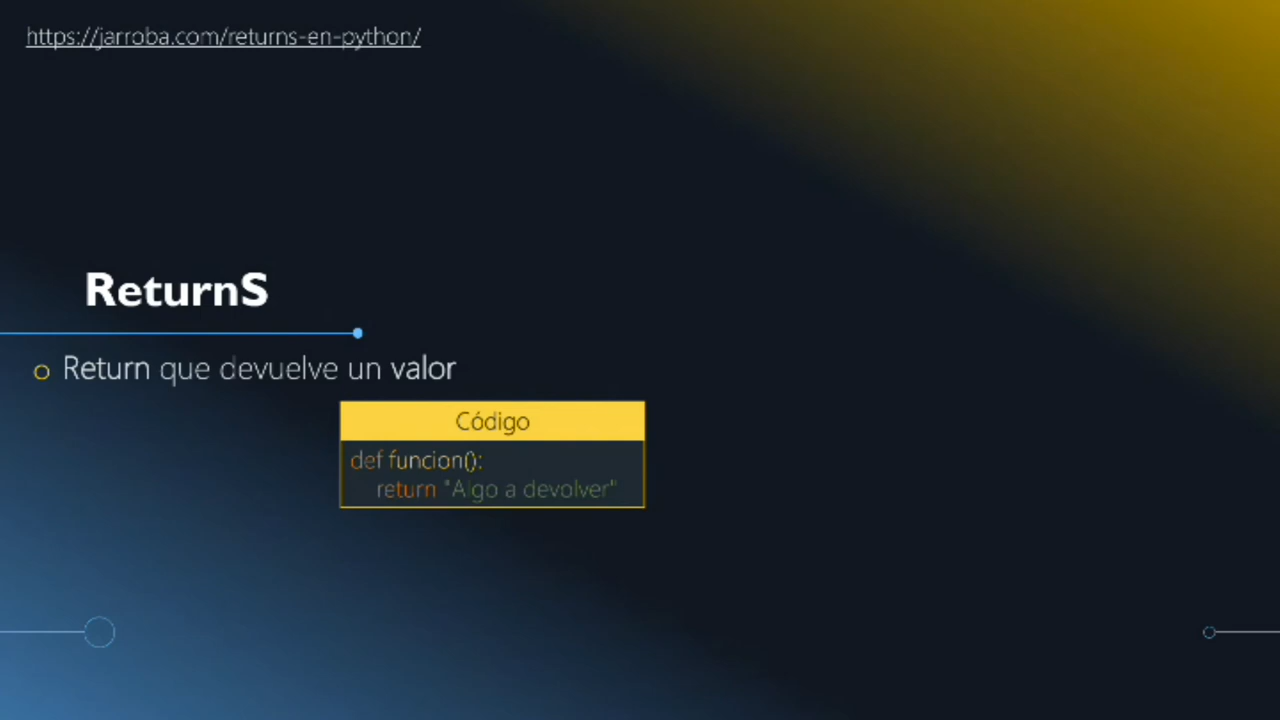 https://jarroba.com/returns-en-python/
ReturnS
Return que devuelve un valor
Código
def funcion():
return "Algo a devolver"